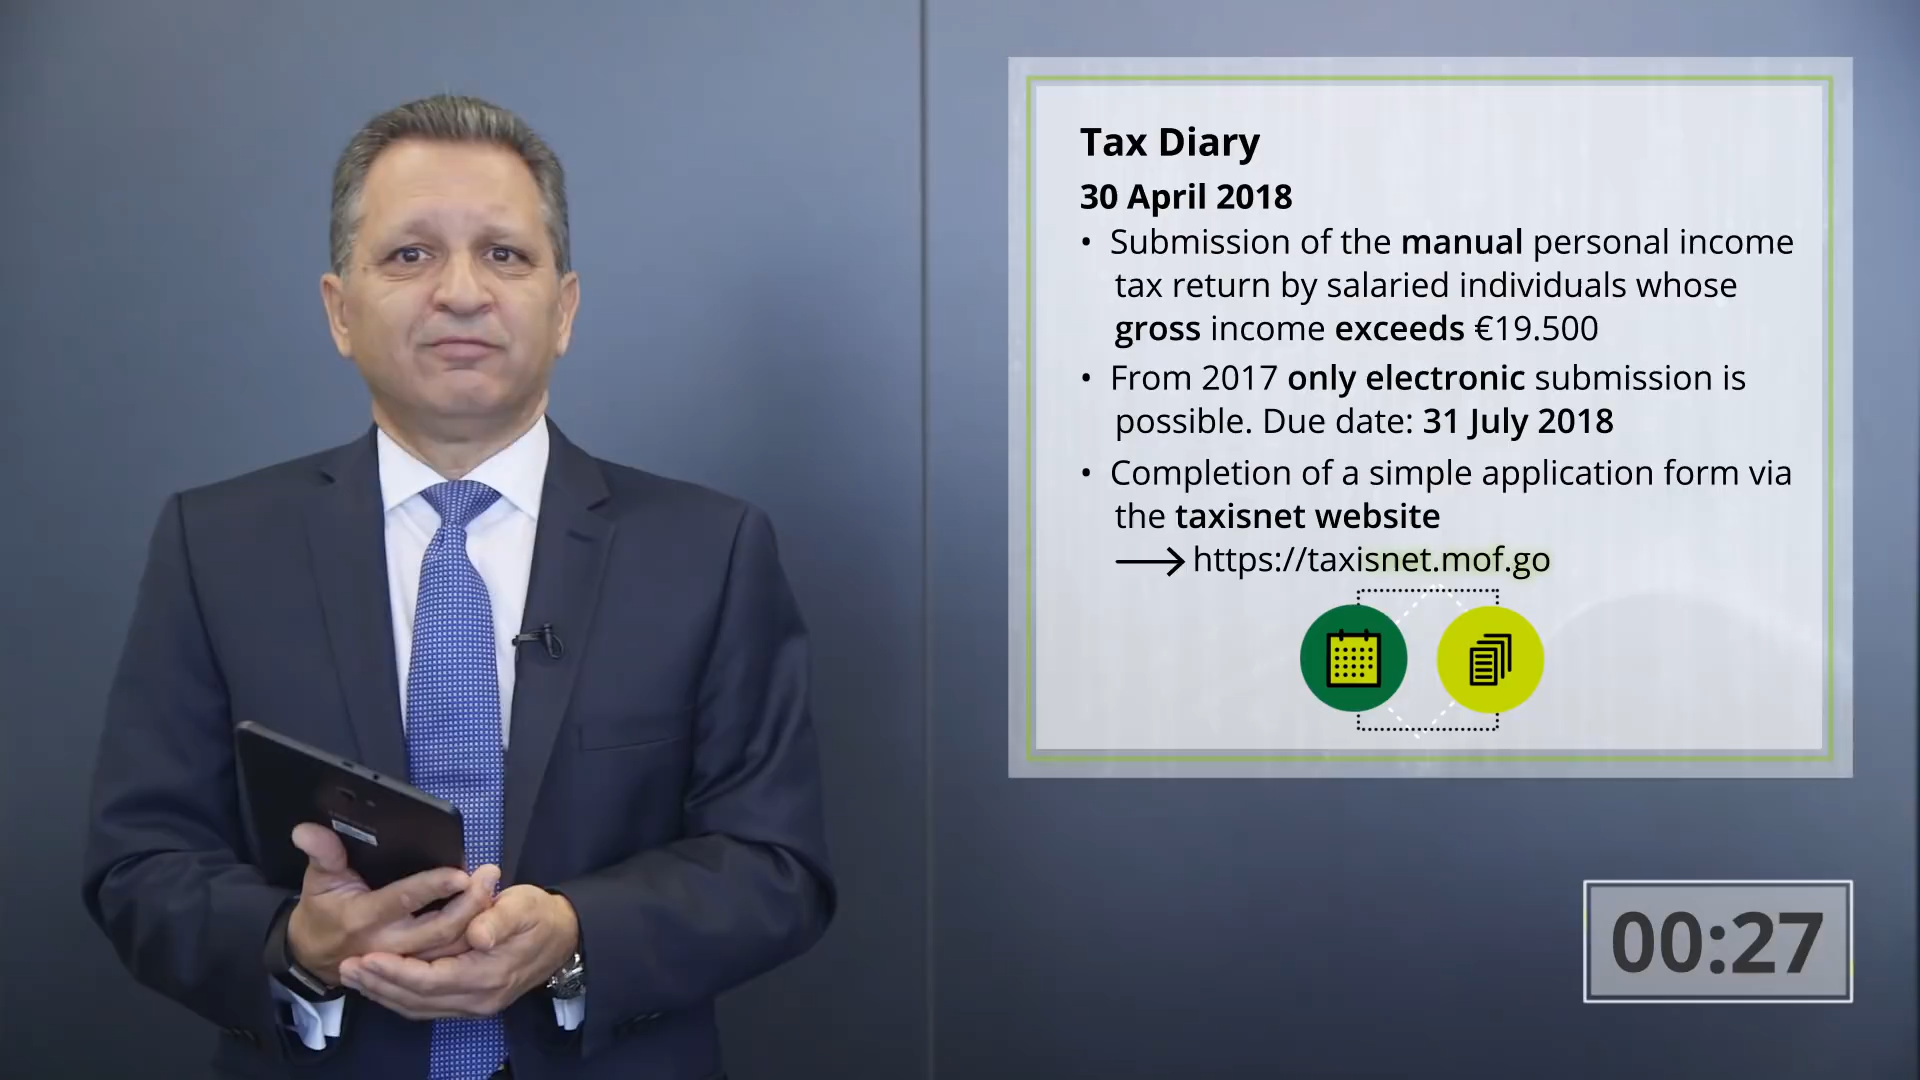 Tax Diary
30 April 2018
• Submission of the manual personal income
tax return by salaried individuals whose
gross income exceeds €19.500
• From 2017 only electronic submission is
possible. Due date: 31 July 2018
• Completion of a simple application form via
the taxisnet website
→ https://taxisnet.mof.go
00:27